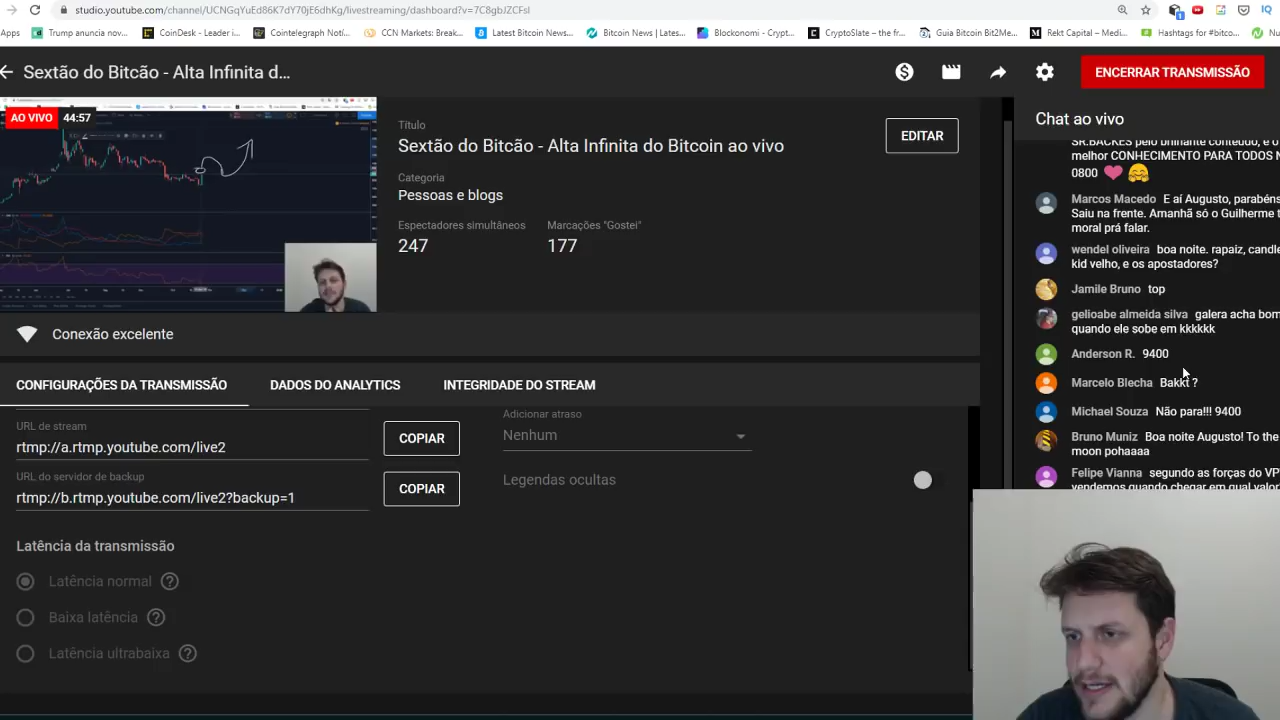 studio.youtube.com/channel/UCNGqYuEd86K7dY70jE6dhKg/livestreaming/dashboard?v=7C8gbJZCFsI
Trump anuncia nov...
CoinDesk - Leader i...
Cointelegraph Notí...
CCN Markets: Break...
Latest Bitcoin News...
Bitcoin News | Lates...
Blockonomi - Crypt...
CryptoSlate – the fr...
Guia Bitcoin Bit2Me...
Rekt Capital – Medi...
Hashtags for #bitco...
Sextão do Bitcão - Alta Infinita d...
ENCERRAR TRANSMISSÃO
AO VIVO 44:57
Título
Sextão do Bitcão - Alta Infinita do Bitcoin ao vivo
EDITAR
Categoria
Pessoas e blogs
Espectadores simultâneos
247
Marcações "Gostei"
177
Conexão excelente
CONFIGURAÇÕES DA TRANSMISSÃO
DADOS DO ANALYTICS
INTEGRIDADE DO STREAM
URL de stream
rtmp://a.rtmp.youtube.com/live2
COPIAR
Adicionar atraso
Nenhum
URL do servidor de backup
rtmp://b.rtmp.youtube.com/live2?backup=1
COPIAR
Legendas ocultas
Latência da transmissão
Latência normal
Baixa latência
Latência ultrabaixa
Chat ao vivo
SR.BACKES pelo brilhante conteúdo, e o
melhor CONHECIMENTO PARA TODOS N
0800
Marcos Macedo E aí Augusto, parabéns
Saiu na frente. Amanhã só o Guilherme t
moral prá falar.
wendel oliveira boa noite. rapaiz, candle
kid velho, e os apostadores?
Jamile Bruno top
gelioabe almeida silva galera acha bom
quando ele sobe em kkkkkk
Anderson R. 9400
Marcelo Blecha Bakkt ?
Michael Souza Não para!!! 9400
Bruno Muniz Boa noite Augusto! To the
moon pohaaaa
Felipe Vianna segundo as forças do VP
vendemos quando chegar em qual valor